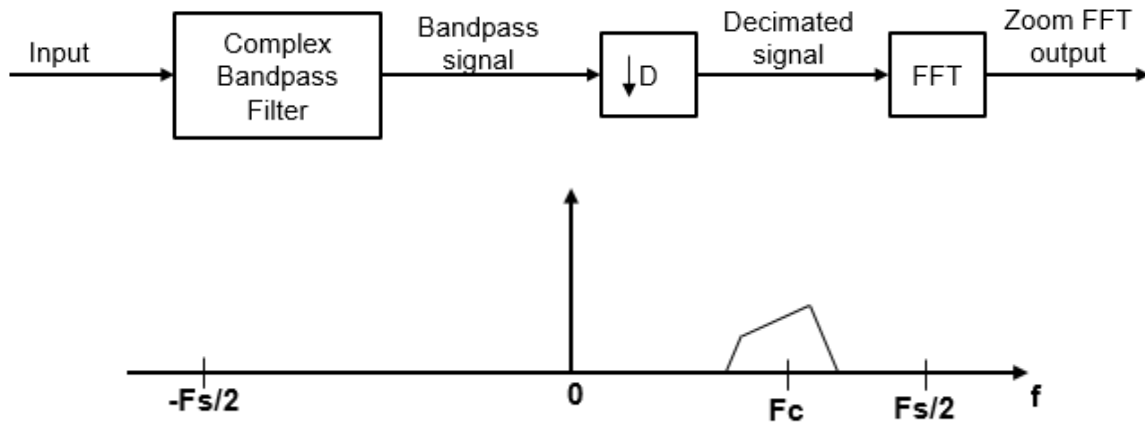 Input
Complex
Bandpass
Filter
Bandpass
signal
↓D
Decimated
signal
FFT
Zoom FFT
output
-Fs/2
0
Fc
Fs/2
f